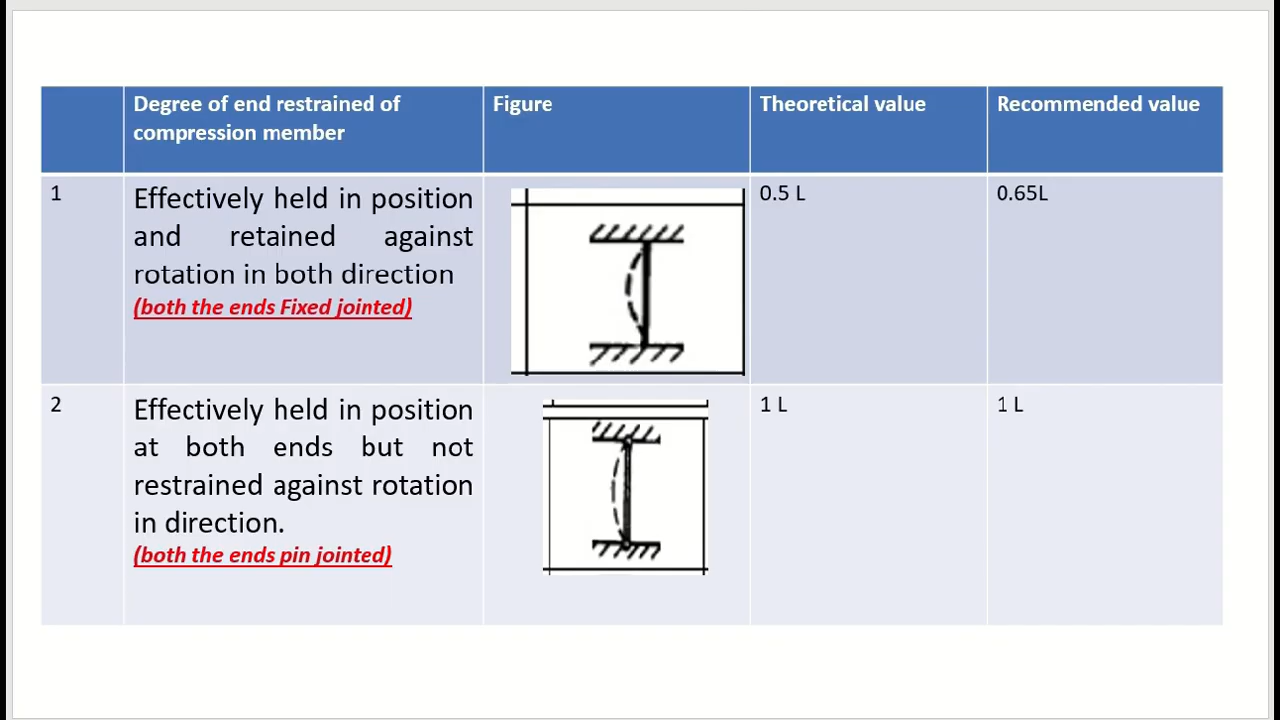 Degree of end restrained of
compression member
Figure
Theoretical value
Recommended value
1
Effectively held in position
and retained against
rotation in both direction
(both the ends Fixed jointed)
0.5 L
0.65L
2
Effectively held in position
at both ends but not
restrained against rotation
in direction.
(both the ends pin jointed)
1 L
1 L